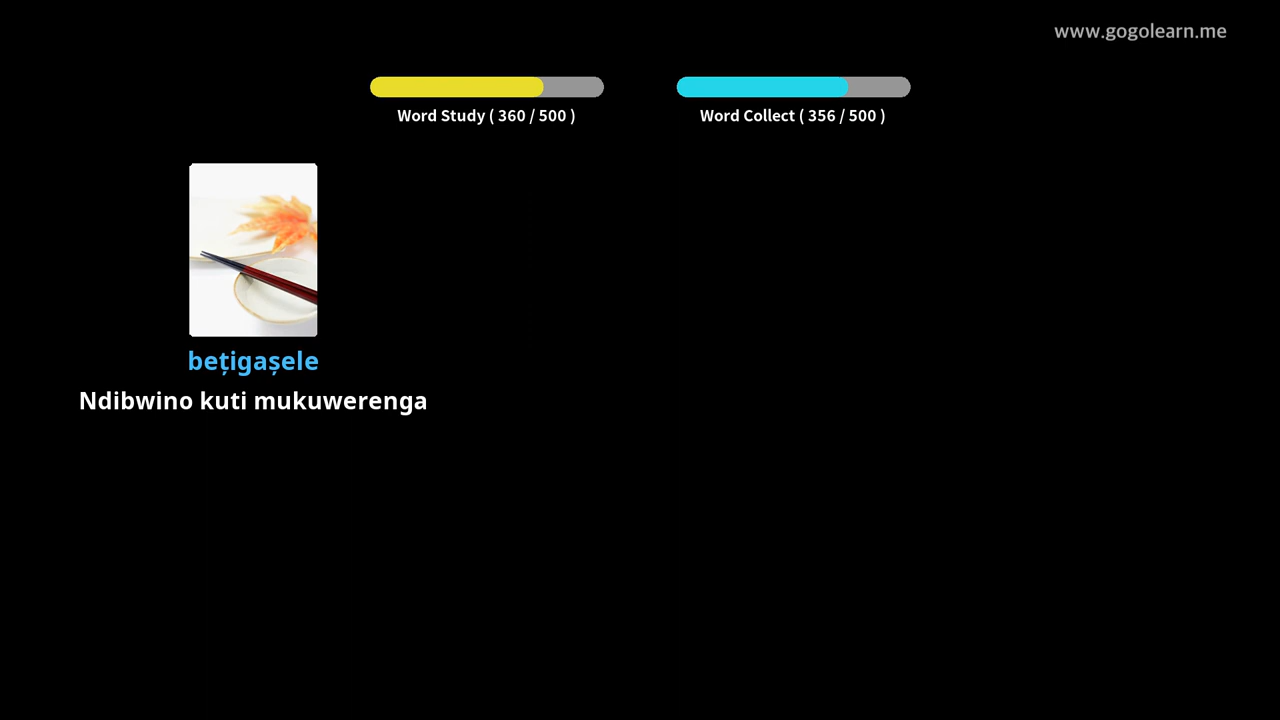 www.gogolearn.me
Word Study ( 360 / 500 )
Word Collect ( 356 / 500 )
bețigașele
Ndibwino kuti mukuwerenga